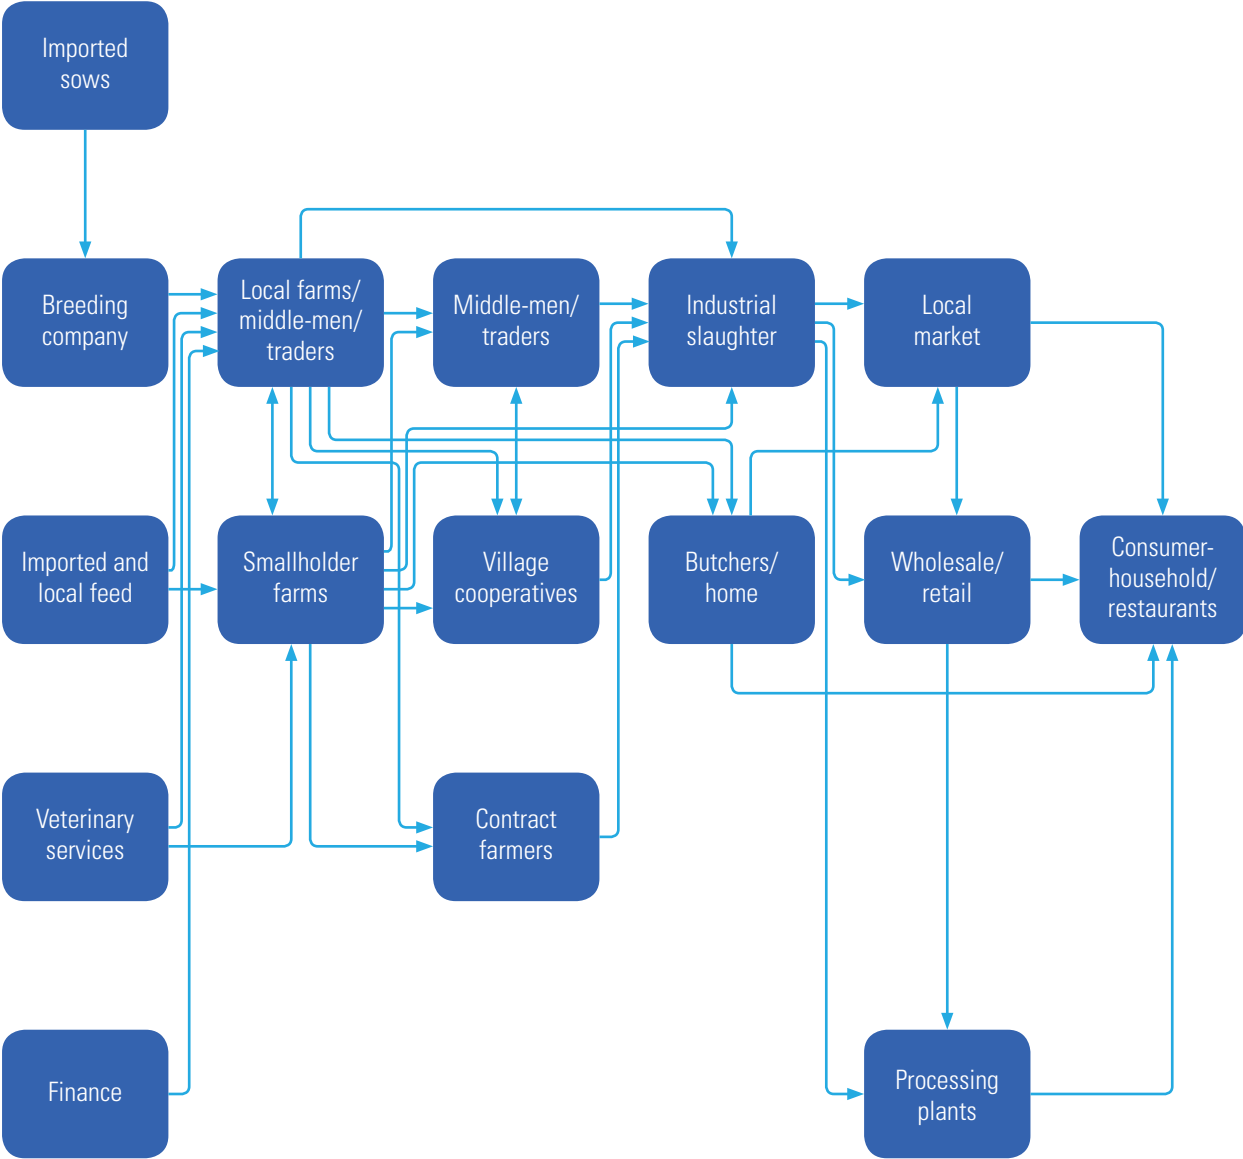 Imported
sows
Breeding
company
Local farms/
middle-men/
traders
Middle-men/
traders
Industrial
slaughter
Local
market
Imported and
local feed
Smallholder
farms
Village
cooperatives
Butchers/
home
Wholesale/
retail
Consumer-
household/
restaurants
Veterinary
services
Contract
farmers
Finance
Processing
plants